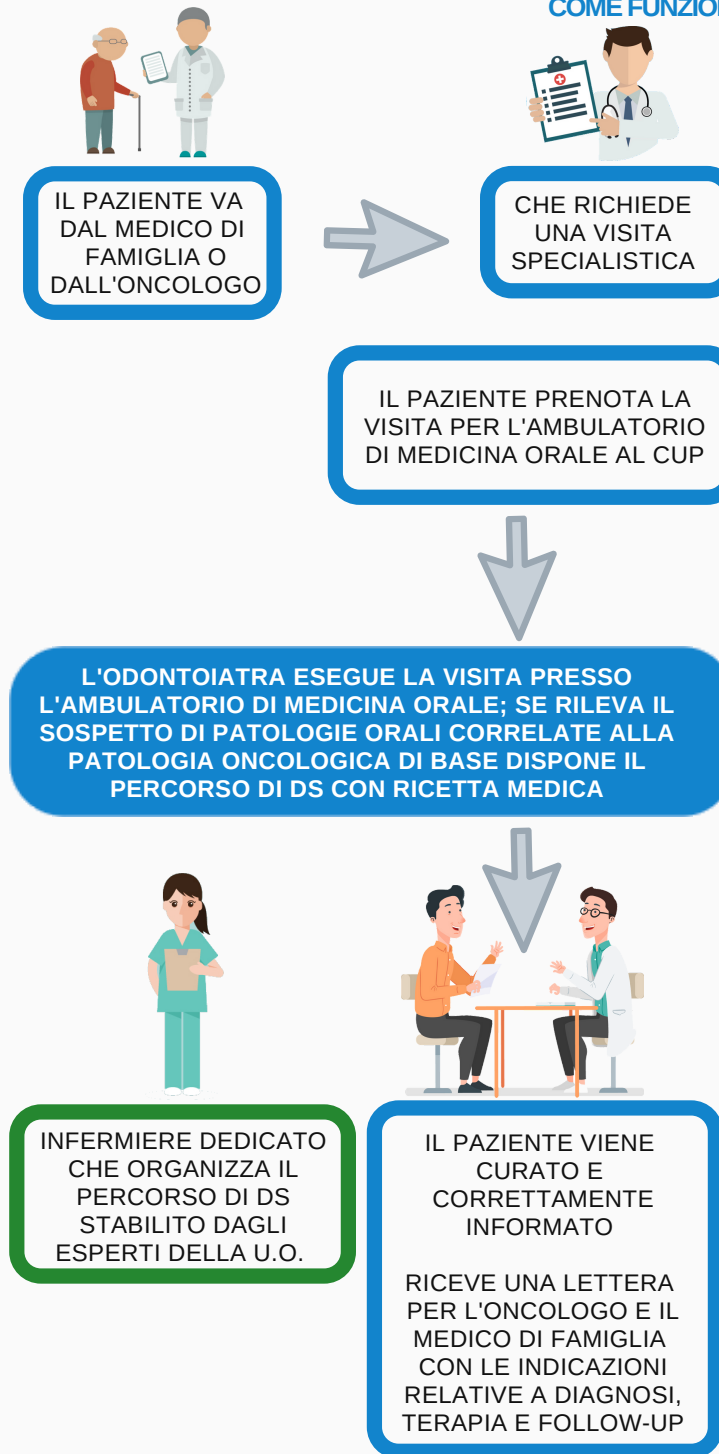 COME FUNZIO
IL PAZIENTE VA
DAL MEDICO DI
FAMIGLIA O
DALL'ONCOLOGO
CHE RICHIEDE
UNA VISITA
SPECIALISTICA
IL PAZIENTE PRENOTA LA
VISITA PER L'AMBULATORIO
DI MEDICINA ORALE AL CUP
L'ODONTOIATRA ESEGUE LA VISITA PRESSO
L'AMBULATORIO DI MEDICINA ORALE; SE RILEVA IL
SOSPETTO DI PATOLOGIE ORALI CORRELATE ALLA
PATOLOGIA ONCOLOGICA DI BASE DISPONE IL
PERCORSO DI DS CON RICETTA MEDICA
INFERMIERE DEDICATO
CHE ORGANIZZA IL
PERCORSO DI DS
STABILITO DAGLI
ESPERTI DELLA U.O.
IL PAZIENTE VIENE
CURATO E
CORRETTAMENTE
INFORMATO
RICEVE UNA LETTERA
PER L'ONCOLOGO E IL
MEDICO DI FAMIGLIA
CON LE INDICAZIONI
RELATIVE A DIAGNOSI,
TERAPIA E FOLLOW-UP